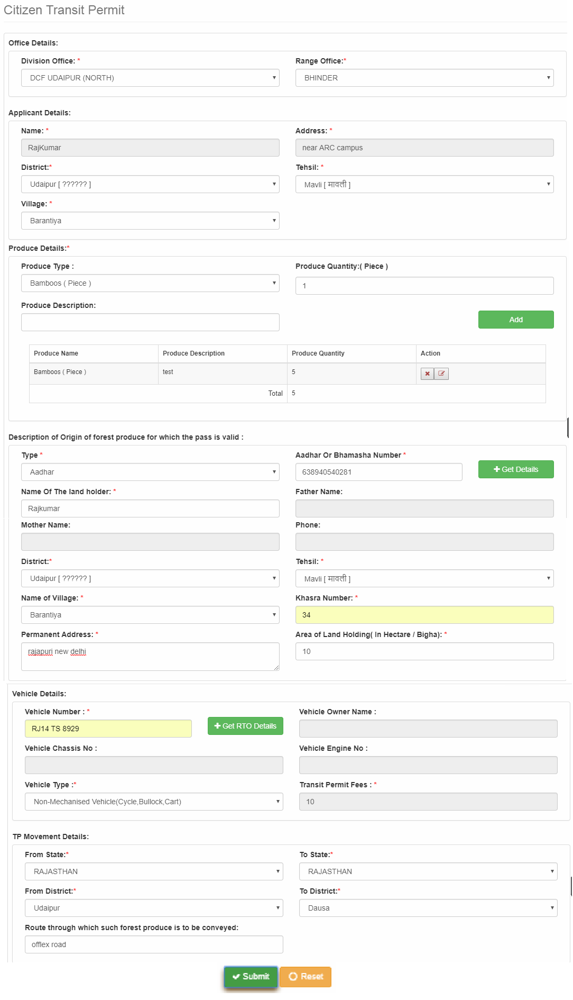 Citizen Transit Permit
Office Details:
Division Office: * Range Office:*
DCF UDAIPUR (NORTH) BHINDER
Applicant Details:
Name: * Address: *
RajKumar near ARC campus
District:* Tehsil: *
Udaipur [ ?????? ] Mavli [ मावली ]
Village: *
Barantiya
Produce Details:*
Produce Type : Produce Quantity:( Piece )
Bamboos ( Piece ) 1
Produce Description:
Add
Produce Name Produce Description Produce Quantity Action
Bamboos ( Piece ) test 5
Total 5
Description of Origin of forest produce for which the pass is valid :
Type * Aadhar Or Bhamasha Number *
Aadhar 638940540281 Get Details
Name Of The land holder: * Father Name:
Rajkumar
Mother Name: Phone:
District:* Tehsil: *
Udaipur [ ?????? ] Mavli [ मावली ]
Name of Village: * Khasra Number: *
Barantiya 34
Permanent Address: * Area of Land Holding( In Hectare / Bigha): *
rajapuri new delhi 10
Vehicle Details:
Vehicle Number : * Vehicle Owner Name :
RJ14 TS 8929 Get RTO Details
Vehicle Chassis No : Vehicle Engine No :
Vehicle Type :* Transit Permit Fees : *
Non-Mechanised Vehicle(Cycle,Bullock,Cart) 10
TP Movement Details:
From State:* To State:*
RAJASTHAN RAJASTHAN
From District:* To District:*
Udaipur Dausa
Route through which such forest produce is to be conveyed:
offlex road
Submit Reset